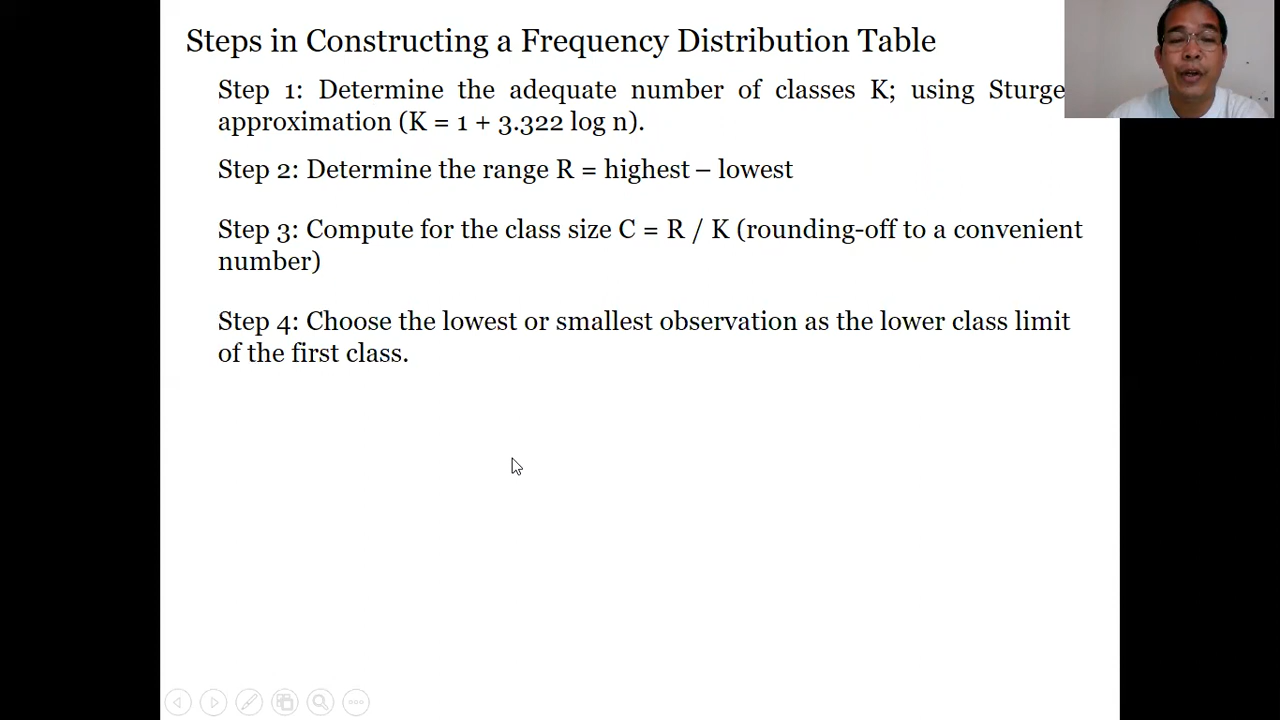 Steps in Constructing a Frequency Distribution Table
Step 1: Determine the adequate number of classes K; using
approximation (K = 1 + 3.322 log n).
Step 2: Determine the range R = highest – lowest
Step 3: Compute for the class size C = R / K (rounding-off to a convenient
number)
Step 4: Choose the lowest or smallest observation as the lower class limit
of the first class.